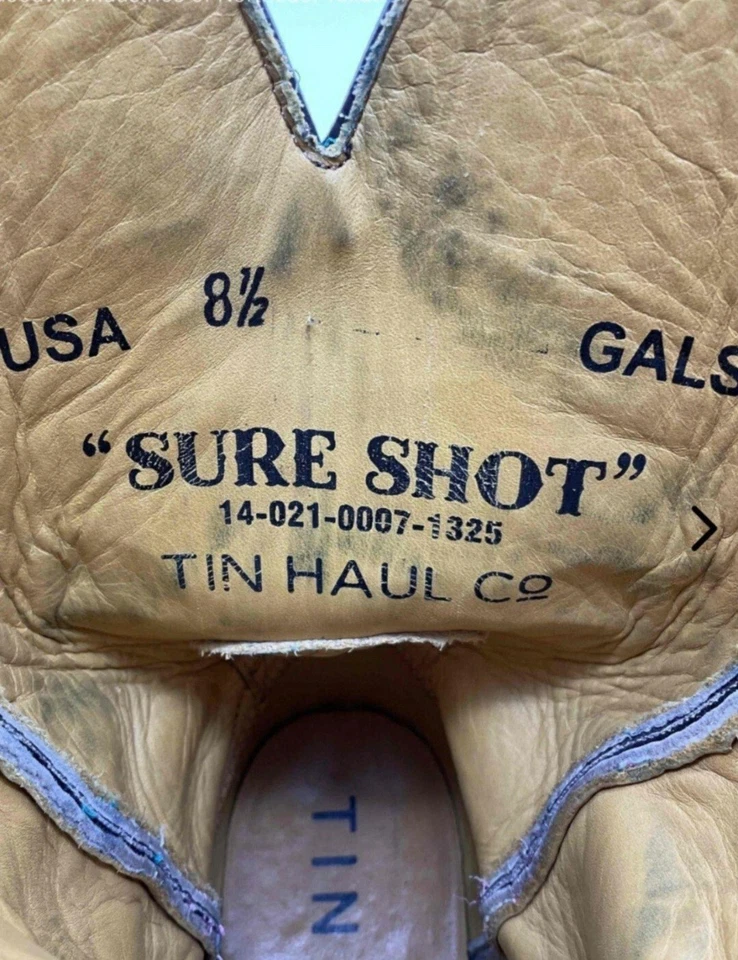 USA 8½ GALS
“SURE SHOT”
14-021-0007-1325
TIN HAUL Cº
TIN